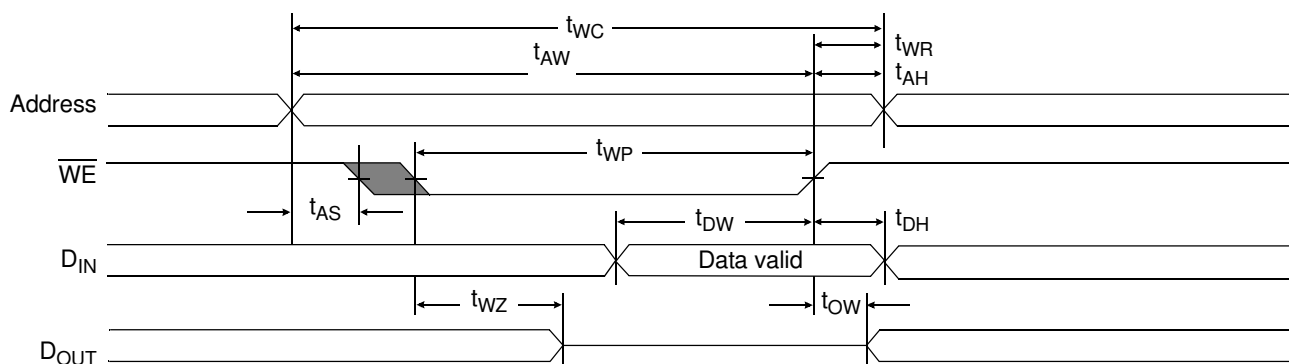 tWC
tWR
tAW
tAH
Address
tWP
WE
tAS
tDW
tDH
DIN
Data valid
tWZ
tOW
DOUT